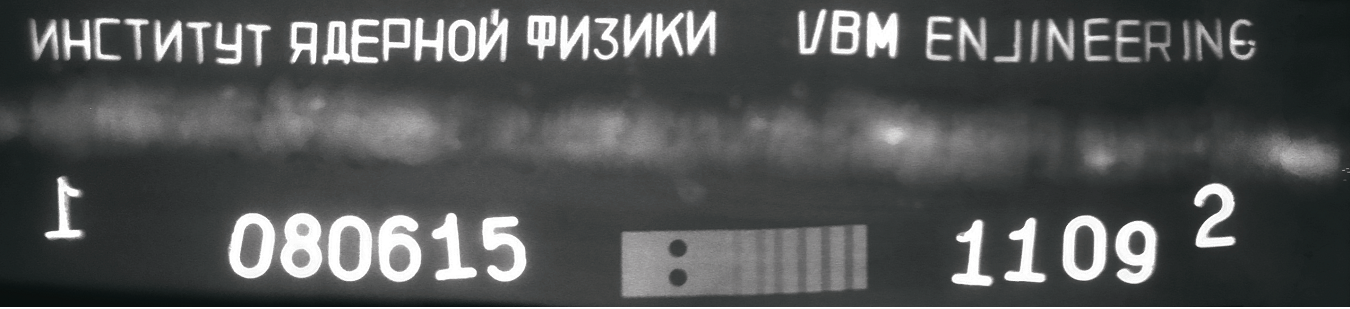 ИНСТИТУТ ЯДЕРНОЙ ФИЗИКИ VBM ENJINEERING
1 080615 1109 2